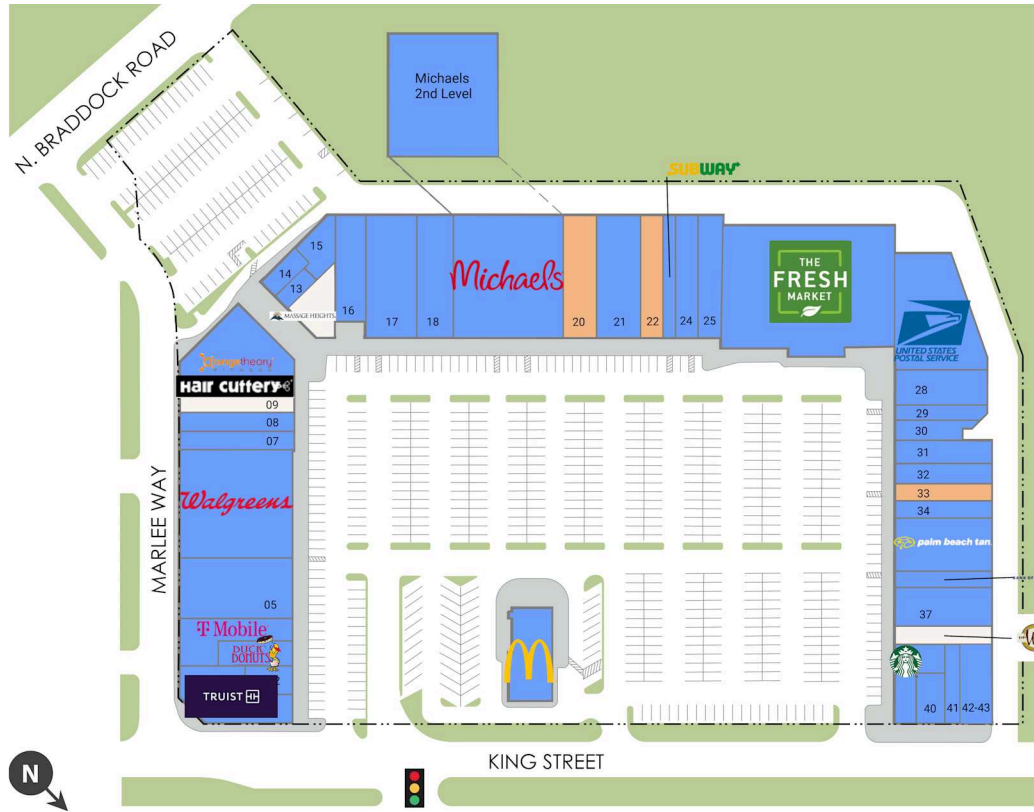 N. BRADDOCK ROAD
Michaels
2nd Level
SUBWAY
15
14
13
MASSAGE HEIGHTS
16
17
18
Michaels
20
21
22
24
25
THE
FRESH
MARKET
UNITED STATES
POSTAL SERVICE
28
29
30
31
32
33
34
palm beach tan.
37
40
41
42-43
orangetheory
FITNESS
HAIR CUTTERY
09
08
07
Walgreens
05
T Mobile
DUCK
DONUTS
TRUIST
MARLEE WAY
KING STREET
N